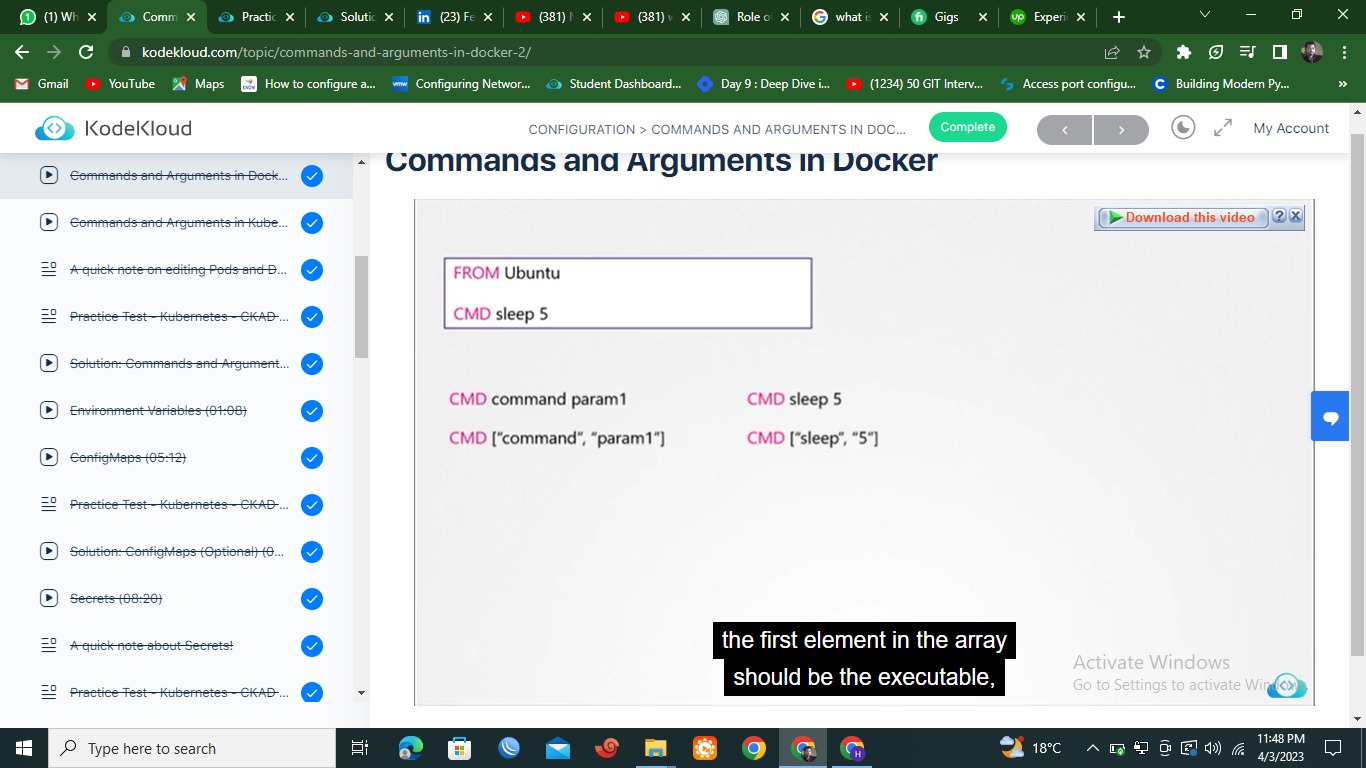 (1) Wh
Comm
Practic
Solutic
(23) Fe
(381) N
(381) v
Role o
what is
Gigs
Experi
kodekloud.com/topic/commands-and-arguments-in-docker-2/
Gmail
YouTube
Maps
How to configure a...
Configuring Networ...
Student Dashboard...
Day 9 : Deep Dive i...
(1234) 50 GIT Interv...
Access port configu...
Building Modern Py...
»
KodeKloud
CONFIGURATION > COMMANDS AND ARGUMENTS IN DOC...
Complete
My Account
Commands and Arguments in Dock...
Commands and Arguments in Kube...
A quick note on editing Pods and D...
Practice Test - Kubernetes - CKAD ...
Solution: Commands and Argument...
Environment Variables (01:08)
ConfigMaps (05:12)
Practice Test - Kubernetes - CKAD ...
Solution: ConfigMaps (Optional) (0...
Secrets (08:20)
A quick note about Secrets!
Practice Test - Kubernetes - CKAD ...
Commands and Arguments in Docker
Download this video ? X
FROM Ubuntu
CMD sleep 5
CMD command param1 CMD sleep 5
CMD [“command”, “param1”] CMD [“sleep”, “5”]
the first element in the array
should be the executable,
Activate Windows
Go to Settings to activate Windows.
Type here to search
18°C
11:48 PM
4/3/2023